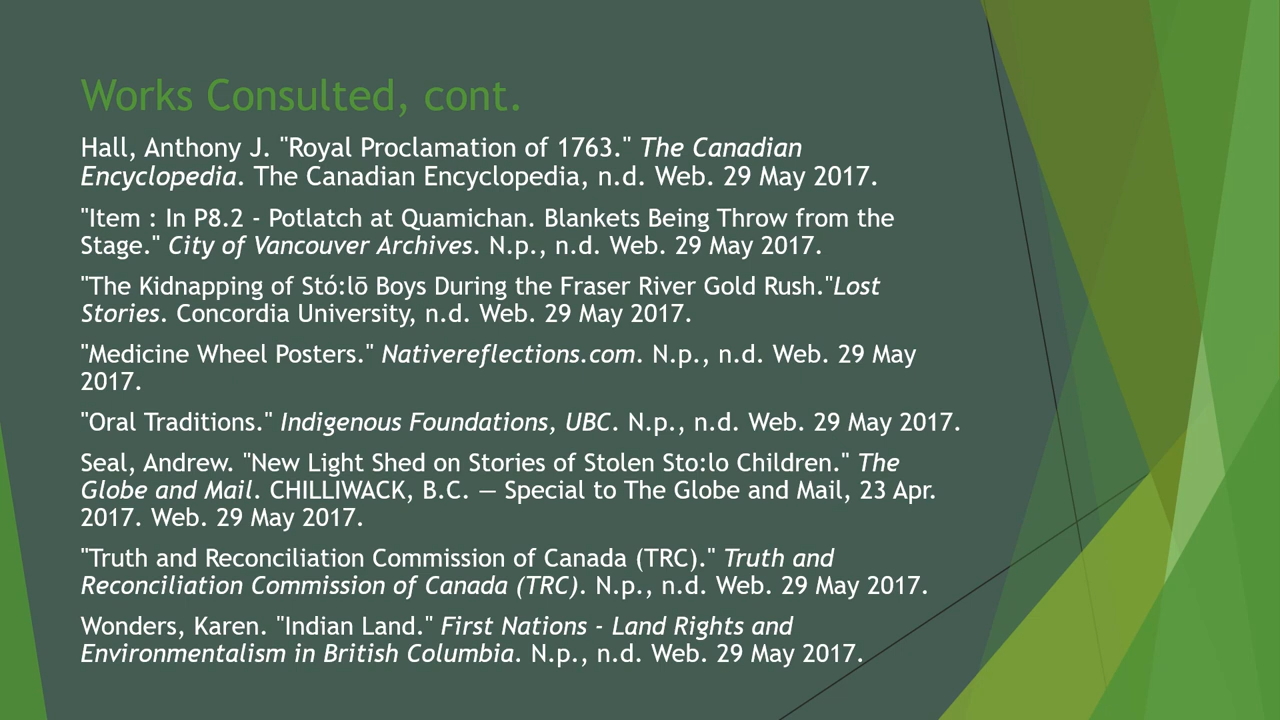 Works Consulted, cont.
Hall, Anthony J. "Royal Proclamation of 1763." The Canadian
Encyclopedia. The Canadian Encyclopedia, n.d. Web. 29 May 2017.
"Item : In P8.2 - Potlatch at Quamichan. Blankets Being Throw from the
Stage." City of Vancouver Archives. N.p., n.d. Web. 29 May 2017.
"The Kidnapping of Stó:lō Boys During the Fraser River Gold Rush."Lost
Stories. Concordia University, n.d. Web. 29 May 2017.
"Medicine Wheel Posters." Nativereflections.com. N.p., n.d. Web. 29 May
2017.
"Oral Traditions." Indigenous Foundations, UBC. N.p., n.d. Web. 29 May 2017.
Seal, Andrew. "New Light Shed on Stories of Stolen Sto:lo Children." The
Globe and Mail. CHILLIWACK, B.C. — Special to The Globe and Mail, 23 Apr.
2017. Web. 29 May 2017.
"Truth and Reconciliation Commission of Canada (TRC)." Truth and
Reconciliation Commission of Canada (TRC). N.p., n.d. Web. 29 May 2017.
Wonders, Karen. "Indian Land." First Nations - Land Rights and
Environmentalism in British Columbia. N.p., n.d. Web. 29 May 2017.